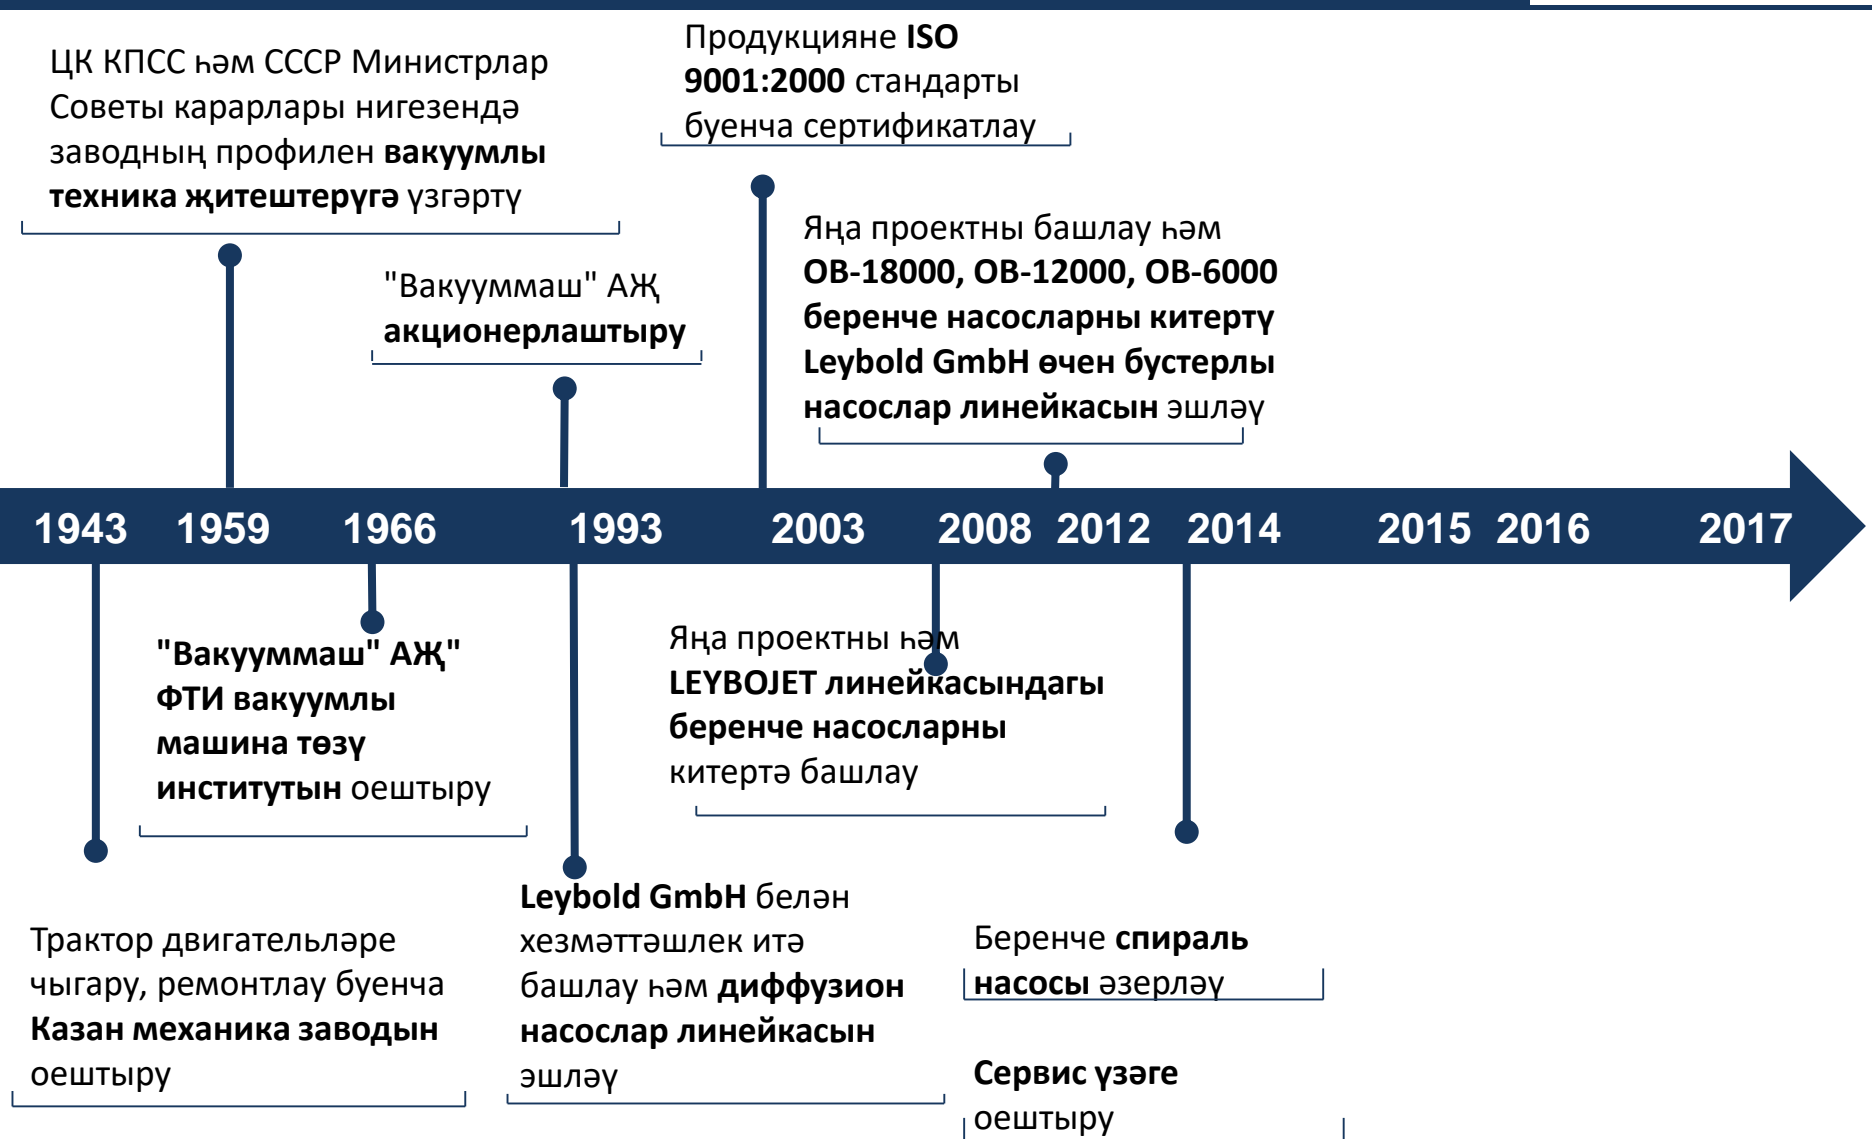 ЦК КПСС һәм СССР Министрлар
Советы карарлары нигезендә
заводның профилен вакуумлы
техника җитештерүгә үзгәртү
Продукцияне ISO
9001:2000 стандарты
буенча сертификатлау
"Вакууммаш" АҖ
акционерлаштыру
Яңа проектны башлау һәм
ОВ-18000, ОВ-12000, ОВ-6000
беренче насосларны китертү
Leybold GmbH өчен бустерлы
насослар линейкасын эшләү
1943 1959 1966 1993 2003 2008 2012 2014 2015 2016 2017
"Вакууммаш" АҖ"
ФТИ вакуумлы
машина төзү
институтын оештыру
Яңа проектны һәм
LEYBOJET линейкасындагы
беренче насосларны
китертә башлау
Трактор двигательләре
чыгару, ремонтлау буенча
Казан механика заводын
оештыру
Leybold GmbH белән
хезмәттәшлек итә
башлау һәм диффузион
насослар линейкасын
эшләү
Беренче спираль
насосы әзерләү
Сервис үзәге
оештыру